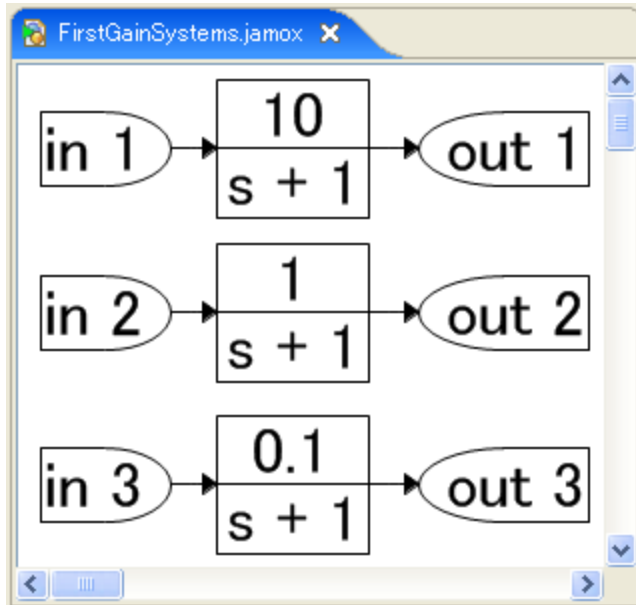 FirstGainSystems.jamox
in 1
10
s + 1
out 1
in 2
1
s + 1
out 2
in 3
0.1
s + 1
out 3